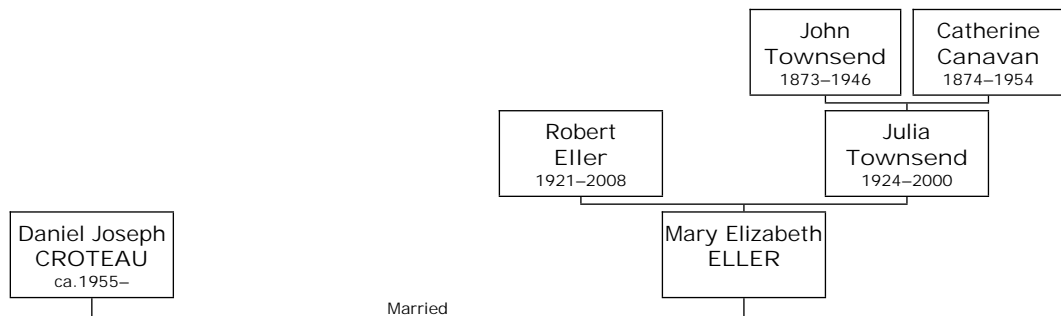 John
Townsend
1873–1946
Catherine
Canavan
1874–1954
Robert
Eller
1921–2008
Julia
Townsend
1924–2000
Daniel Joseph
CROTEAU
ca.1955–
Mary Elizabeth
ELLER
Married